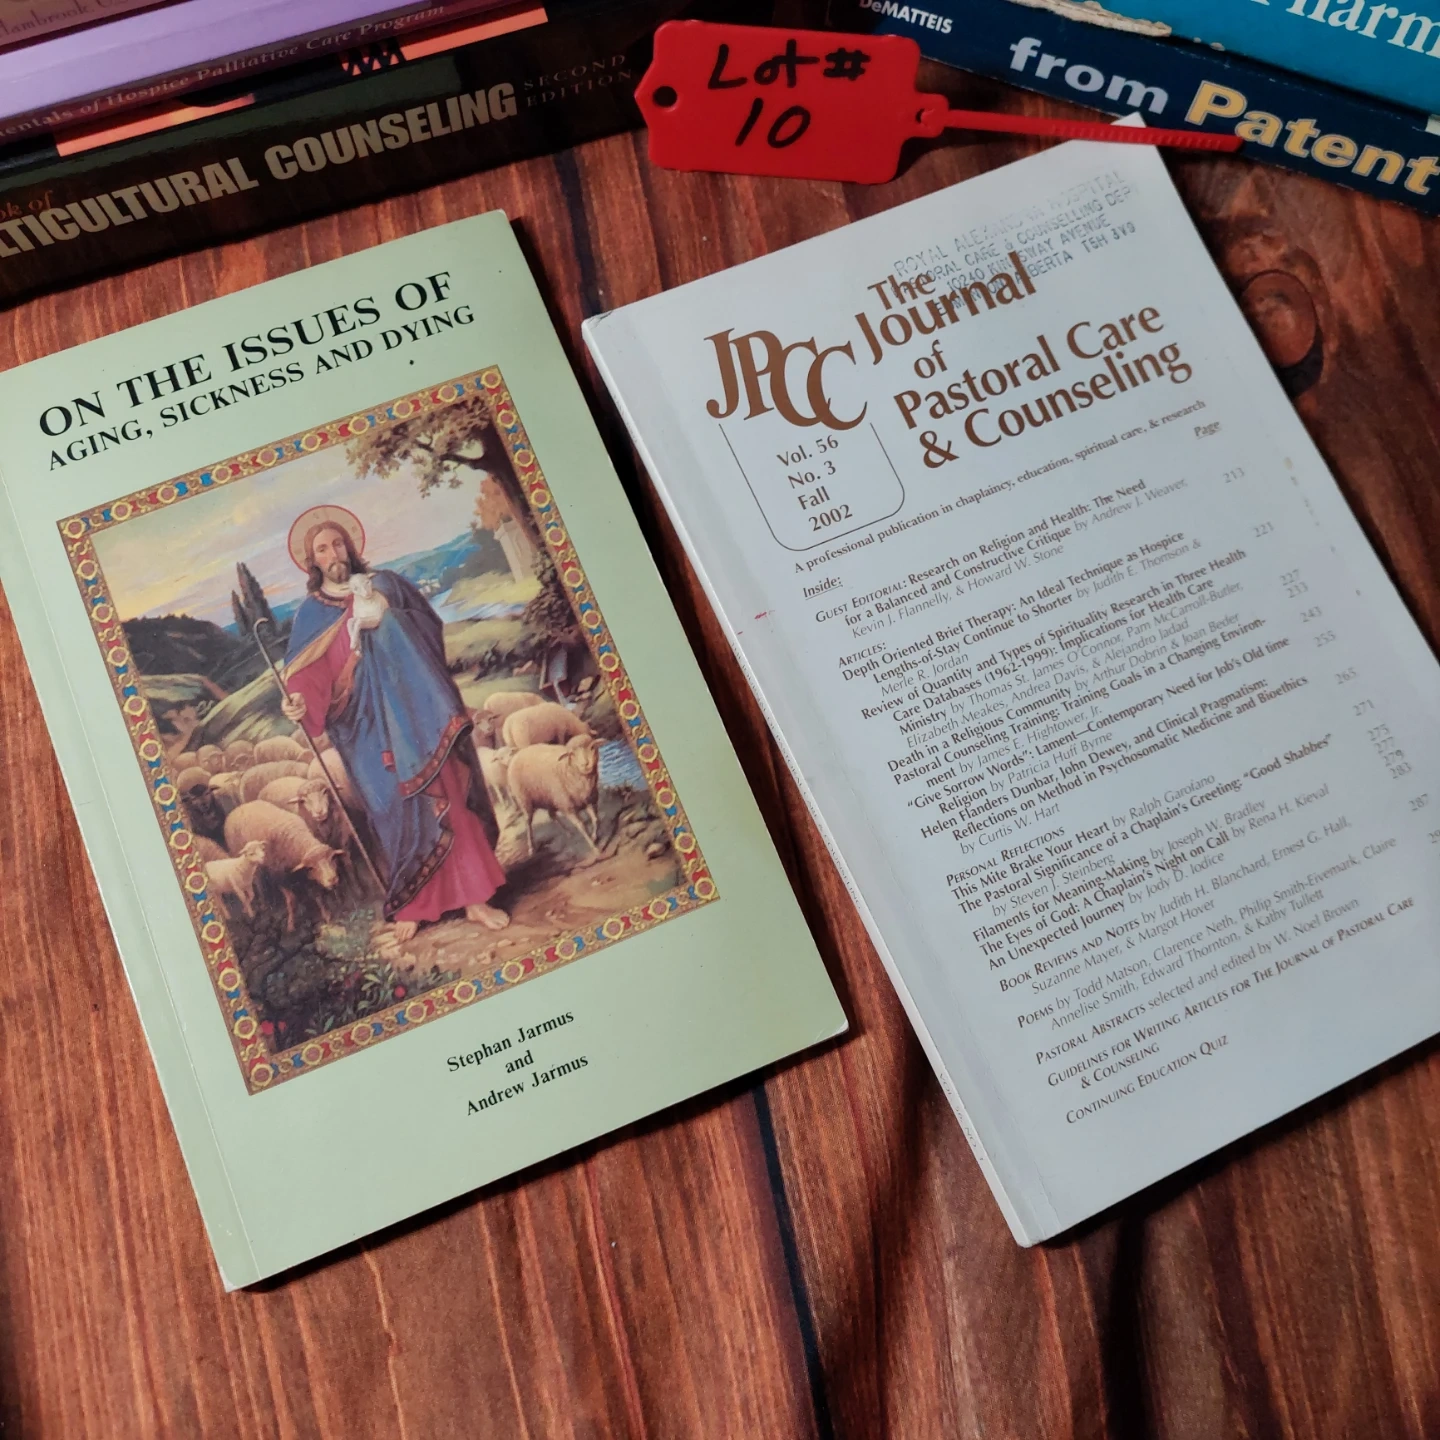 Hambrook
entals of Hospice Palliative Care Program
ok of
LTICULTURAL COUNSELING
SECOND
EDITION
Lot #
10
DeMATTEIS
from Patent
Pharm
ON THE ISSUES OF
AGING, SICKNESS AND DYING
Stephan Jarmus
and
Andrew Jarmus
ROYAL ALEXANDRA HOSPITAL
PASTORAL CARE & COUNSELLING DEP
10240 KINGSWAY AVENUE
EDMONTON, ALBERTA T5H 3V9
JPCC
The
Journal
of
Pastoral Care
& Counseling
Vol. 56
No. 3
Fall
2002
A professional publication in chaplaincy, education, spiritual care, & research
Inside:
Page
GUEST EDITORIAL: Research on Religion and Health: The Need
for a Balanced and Constructive Critique by Andrew J. Weaver,
Kevin J. Flannelly, & Howard W. Stone
213
ARTICLES:
Depth Oriented Brief Therapy: An Ideal Technique as Hospice
Lengths-of-Stay Continue to Shorter by Judith E. Thomson &
Merle R. Jordan
221
Review of Quantity and Types of Spirituality Research in Three Health
Care Databases (1962-1999): Implications for Health Care
Ministry by Thomas St. James O'Connor, Pam McCarroll-Butler,
Elizabeth Meakes, Andrea Davis, & Alejandro Jadad
227
Death in a Religious Community by Arthur Dobrin & Joan Beder
233
Pastoral Counseling Training: Training Goals in a Changing Environ-
ment by James E. Hightower, Jr.
243
"Give Sorrow Words": Lament—Contemporary Need for Job's Old time
Religion by Patricia Huff Byrne
255
Helen Flanders Dunbar, John Dewey, and Clinical Pragmatism:
Reflections on Method in Psychosomatic Medicine and Bioethics
by Curtis W. Hart
265
PERSONAL REFLECTIONS
This Mite Brake Your Heart by Ralph Garofano
271
The Pastoral Significance of a Chaplain's Greeting: "Good Shabbes"
by Steven J. Steinberg
275
Filaments for Meaning-Making by Joseph W. Bradley
277
The Eyes of God: A Chaplain's Night on Call by Rena H. Kieval
279
An Unexpected Journey by Jody D. Iodice
283
BOOK REVIEWS AND NOTES by Judith H. Blanchard, Ernest G. Hall,
Suzanne Mayer, & Margot Hover
287
POEMS by Todd Matson, Clarence Neth, Philip Smith-Eivemark, Claire
Annelise Smith, Edward Thornton, & Kathy Tullett
PASTORAL ABSTRACTS selected and edited by W. Noel Brown
GUIDELINES FOR WRITING ARTICLES FOR THE JOURNAL OF PASTORAL CARE
& COUNSELING
CONTINUING EDUCATION QUIZ